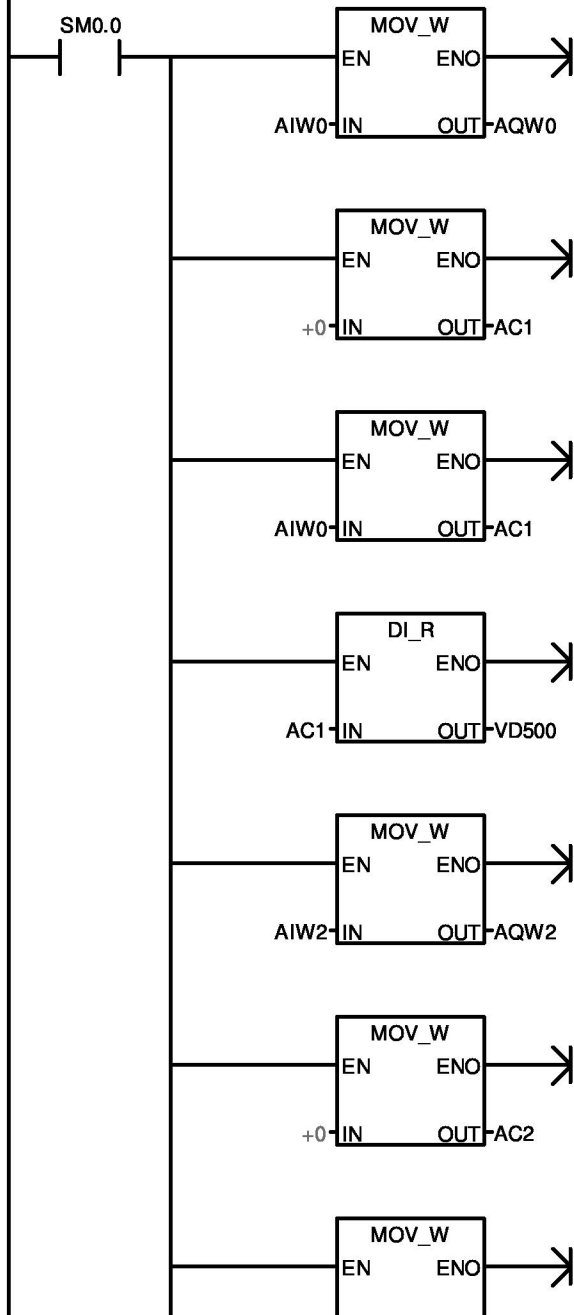 SM0.0
MOV_W
EN ENO
AIW0 IN OUT AQW0
MOV_W
EN ENO
+0 IN OUT AC1
MOV_W
EN ENO
AIW0 IN OUT AC1
DI_R
EN ENO
AC1 IN OUT VD500
MOV_W
EN ENO
AIW2 IN OUT AQW2
MOV_W
EN ENO
+0 IN OUT AC2
MOV_W
EN ENO